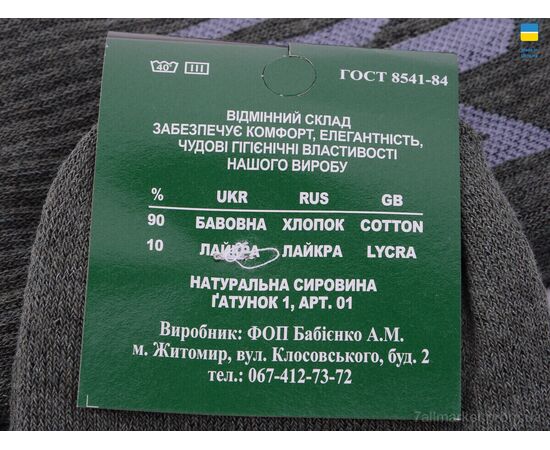 40
ГОСТ 8541-84
ВІДМІННИЙ СКЛАД
ЗАБЕЗПЕЧУЄ КОМФОРТ, ЕЛЕГАНТНІСТЬ,
ЧУДОВІ ГІГІЄНІЧНІ ВЛАСТИВОСТІ
НАШОГО ВИРОБУ
% UKR RUS GB
90 БАВОВНА ХЛОПОК COTTON
10 ЛАЙКРА ЛАЙКРА LYCRA
НАТУРАЛЬНА СИРОВИНА
ҐАТУНОК 1, АРТ. 01
Виробник: ФОП Бабієнко А.М.
м. Житомир, вул. Клосовського, буд. 2
тел.: 067-412-73-72